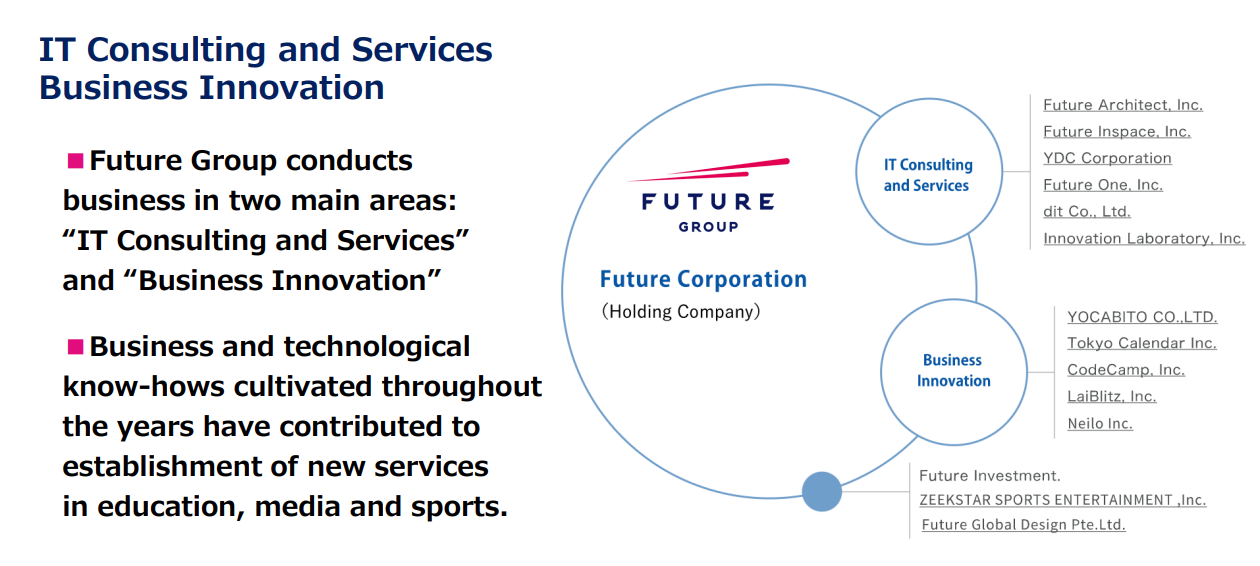 IT Consulting and Services
Business Innovation
■Future Group conducts
business in two main areas:
“IT Consulting and Services”
and “Business Innovation”
■Business and technological
know-hows cultivated throughout
the years have contributed to
establishment of new services
in education, media and sports.
FUTURE
GROUP
Future Corporation
(Holding Company)
IT Consulting
and Services
Future Architect, Inc.
Future Inspace, Inc.
YDC Corporation
Future One, Inc.
dit Co., Ltd.
Innovation Laboratory, Inc.
Business
Innovation
YOCABITO CO.,LTD.
Tokyo Calendar Inc.
CodeCamp, Inc.
LaiBlitz, Inc.
Neilo Inc.
Future Investment.
ZEEKSTAR SPORTS ENTERTAINMENT ,Inc.
Future Global Design Pte.Ltd.